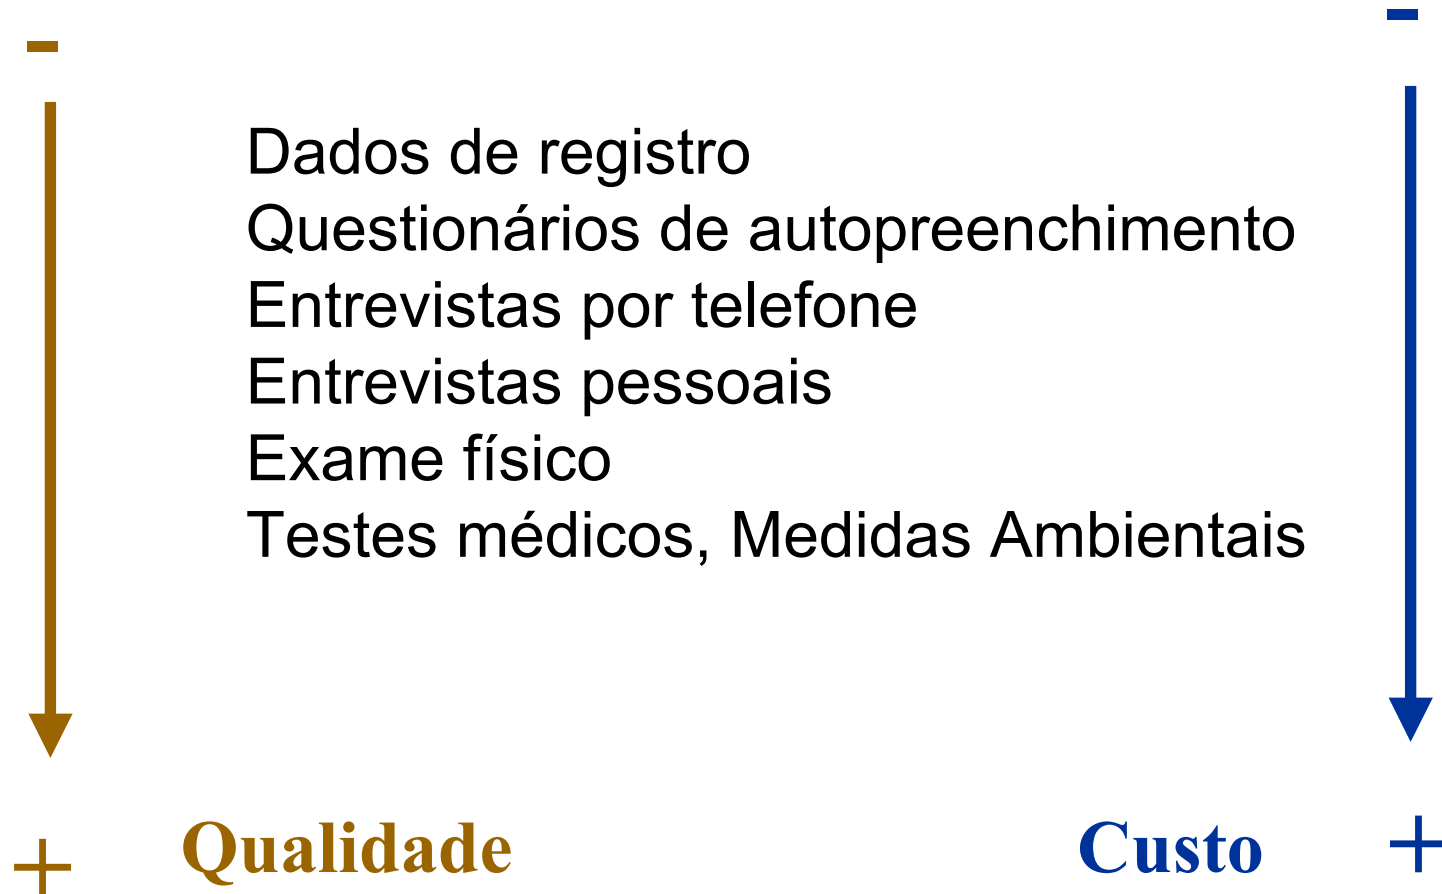 - -
Dados de registro
Questionários de autopreenchimento
Entrevistas por telefone
Entrevistas pessoais
Exame físico
Testes médicos, Medidas Ambientais
+ Qualidade Custo +